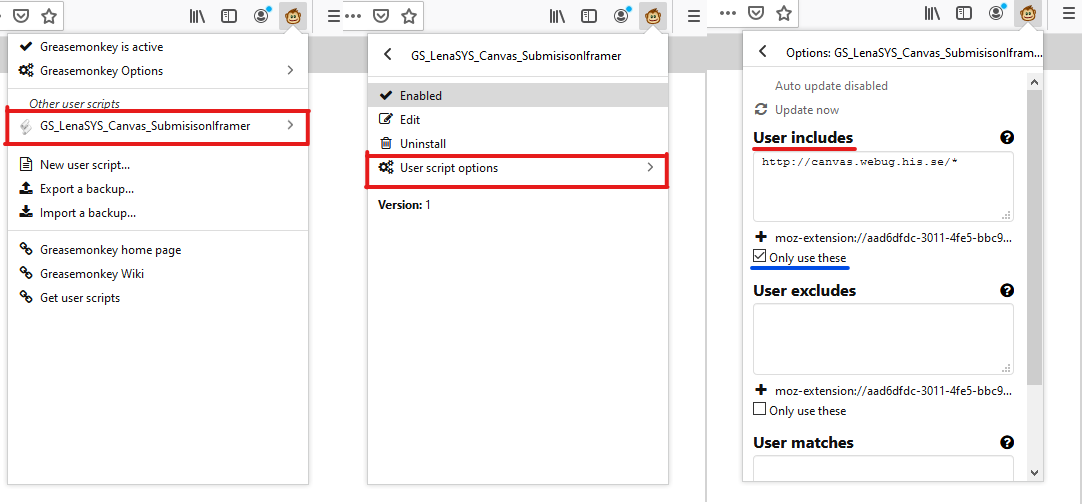 Greasemonkey is active
Greasemonkey Options
Other user scripts
GS_LenaSYS_Canvas_SubmisisonIframer
New user script...
Export a backup...
Import a backup...
Greasemonkey home page
Greasemonkey Wiki
Get user scripts
GS_LenaSYS_Canvas_SubmisisonIframer
Enabled
Edit
Uninstall
User script options
Version: 1
Options: GS_LenaSYS_Canvas_SubmisisonIfram...
Auto update disabled
Update now
User includes
http://canvas.webug.his.se/*
moz-extension://aad6dfdc-3011-4fe5-bbc9...
Only use these
User excludes
moz-extension://aad6dfdc-3011-4fe5-bbc9...
Only use these
User matches